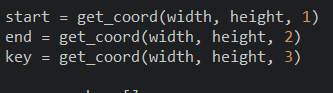 start = get_coord(width, height, 1)
end = get_coord(width, height, 2)
key = get_coord(width, height, 3)